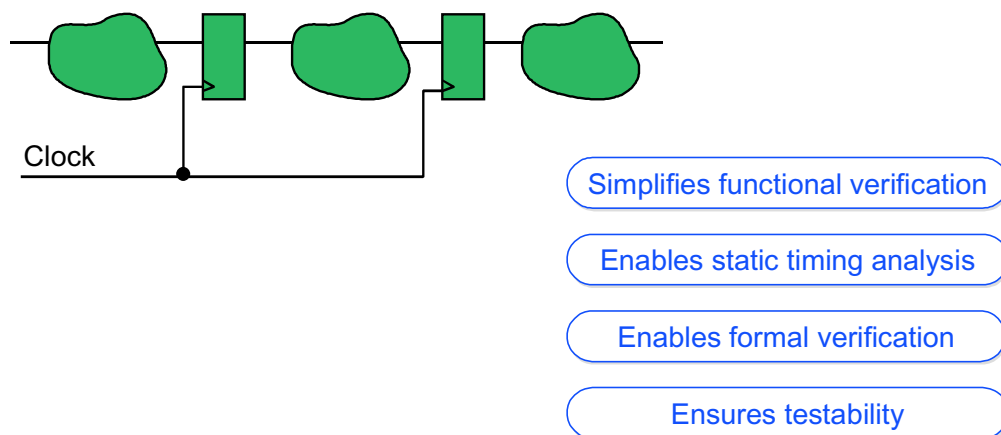 Clock
Simplifies functional verification
Enables static timing analysis
Enables formal verification
Ensures testability